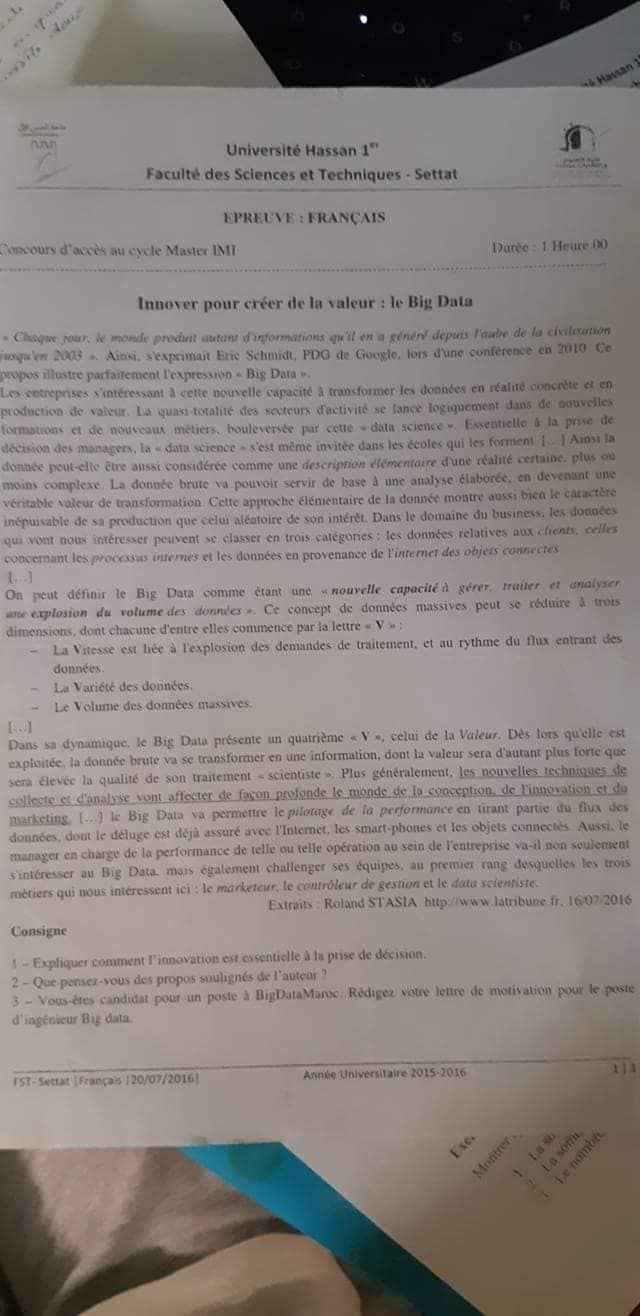 é Hassan 1
Université Hassan 1er
Faculté des Sciences et Techniques - Settat
EPREUVE : FRANÇAIS
Concours d'accès au cycle Master IMI
Durée : 1 Heure 00
Innover pour créer de la valeur : le Big Data
« Chaque jour, le monde produit autant d'informations qu'il en a généré depuis l'aube de la civilisation
jusqu'en 2003 ». Ainsi, s'exprimait Eric Schmidt, PDG de Google, lors d'une conférence en 2010. Ce
propos illustre parfaitement l'expression « Big Data ».
Les entreprises s'intéressant à cette nouvelle capacité à transformer les données en réalité concrète et en
production de valeur. La quasi-totalité des secteurs d'activité se lance logiquement dans de nouvelles
formations et de nouveaux métiers, bouleversée par cette « data science ». Essentielle à la prise de
décision des managers, la « data science » s'est même invitée dans les écoles qui les forment. [...] Ainsi la
donnée peut-elle être aussi considérée comme une description élémentaire d'une réalité certaine, plus ou
moins complexe. La donnée brute va pouvoir servir de base à une analyse élaborée, en devenant une
véritable valeur de transformation. Cette approche élémentaire de la donnée montre aussi bien le caractère
inépuisable de sa production que celui aléatoire de son intérêt. Dans le domaine du business, les données
qui vont nous intéresser peuvent se classer en trois catégories : les données relatives aux clients, celles
concernant les processus internes et les données en provenance de l'internet des objets connectés
[...]
On peut définir le Big Data comme étant une « nouvelle capacité à gérer, traiter et analyser
une explosion du volume des données ». Ce concept de données massives peut se réduire à trois
dimensions, dont chacune d'entre elles commence par la lettre « V » :
– La Vitesse est liée à l'explosion des demandes de traitement, et au rythme du flux entrant des
données.
– La Variété des données.
– Le Volume des données massives.
[...]
Dans sa dynamique, le Big Data présente un quatrième « V », celui de la Valeur. Dès lors qu'elle est
exploitée, la donnée brute va se transformer en une information, dont la valeur sera d'autant plus forte que
sera élevée la qualité de son traitement « scientiste ». Plus généralement, les nouvelles techniques de
collecte et d'analyse vont affecter de façon profonde le monde de la conception, de l'innovation et du
marketing. [...] le Big Data va permettre le pilotage de la performance en tirant partie du flux des
données, dont le déluge est déjà assuré avec l'Internet, les smart-phones et les objets connectés. Aussi, le
manager en charge de la performance de telle ou telle opération au sein de l'entreprise va-il non seulement
s'intéresser au Big Data, mais également challenger ses équipes, au premier rang desquelles les trois
métiers qui nous intéressent ici : le marketeur, le contrôleur de gestion et le data scientiste.
Extraits : Roland STASIA http://www.latribune.fr, 16/07/2016
Consigne
1 – Expliquer comment l'innovation est essentielle à la prise de décision.
2 – Que pensez-vous des propos soulignés de l'auteur ?
3 – Vous-êtes candidat pour un poste à BigDataMaroc. Rédigez votre lettre de motivation pour le poste
d'ingénieur Big data.
FST- Settat |Français |20/07/2016|
Année Universitaire 2015-2016
1 | 1
Exe
Montrer
1 La so
2 La som
3 Le nombre